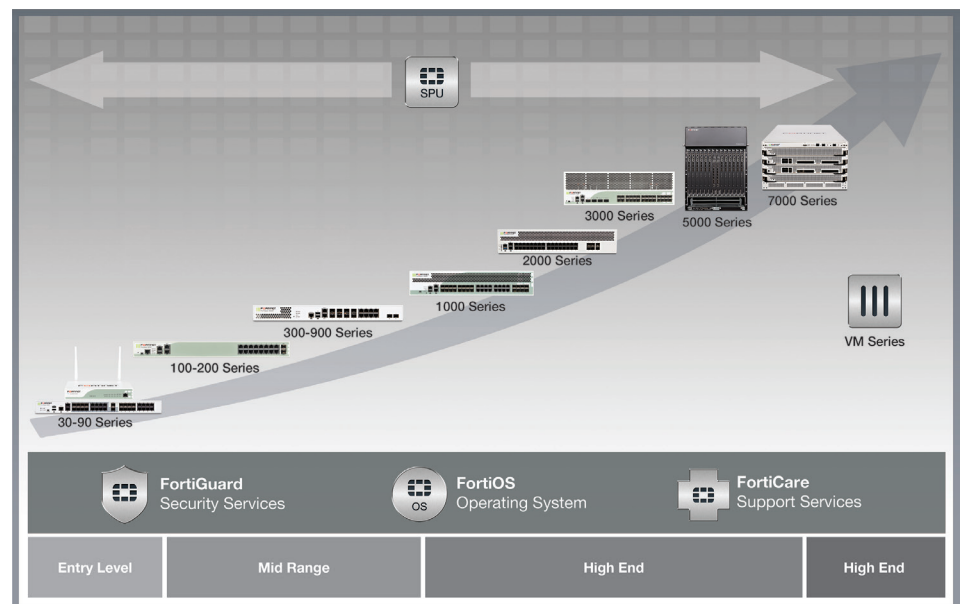 SPU
7000 Series
3000 Series
5000 Series
2000 Series
1000 Series
300-900 Series
VM Series
100-200 Series
30-90 Series
FortiGuard
Security Services
OS
FortiOS
Operating System
FortiCare
Support Services
Entry Level
Mid Range
High End
High End